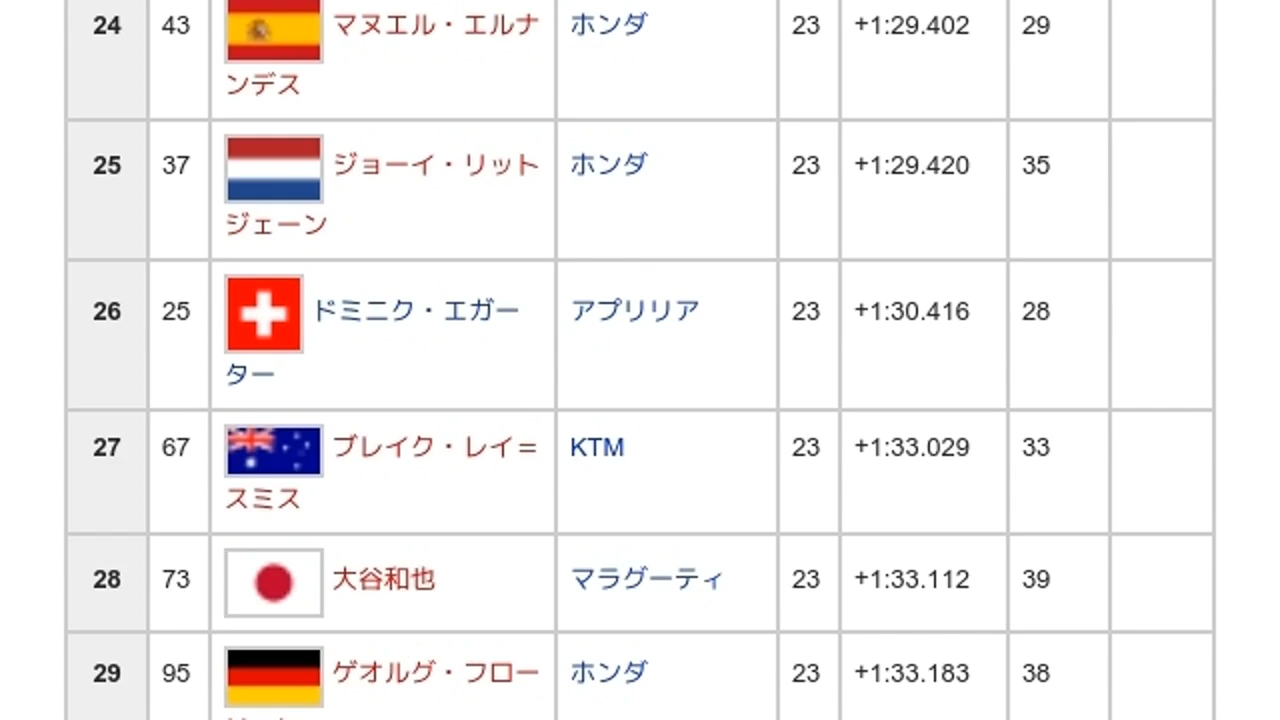 24 43 マヌエル・エルナ ホンダ 23 +1:29.402 29
ンデス
25 37 ジョーイ・リット ホンダ 23 +1:29.420 35
ジェーン
26 25 ドミニク・エガー アプリリア 23 +1:30.416 28
ター
27 67 ブレイク・レイ= KTM 23 +1:33.029 33
スミス
28 73 大谷和也 マラグーティ 23 +1:33.112 39
29 95 ゲオルグ・フロー ホンダ 23 +1:33.183 38